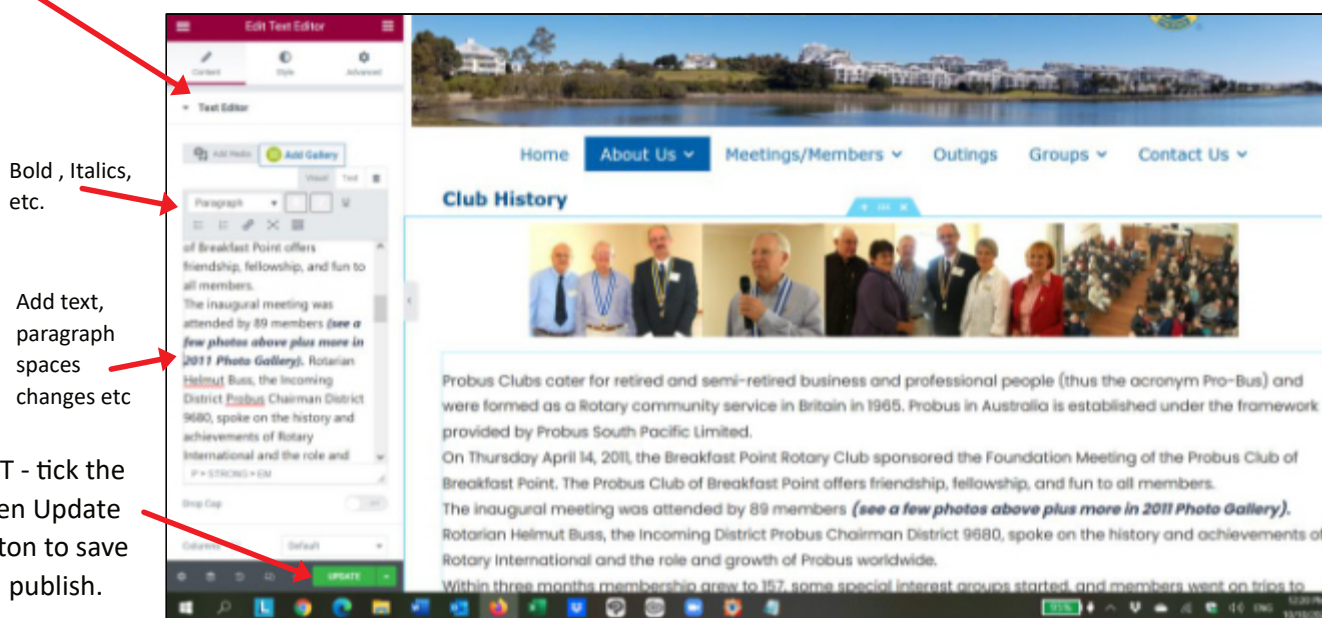 Edit Text Editor
Content Style Advanced
Text Editor
Add Media Add Gallery
Visual Text
Paragraph
of Breakfast Point offers
friendship, fellowship, and fun to
all members.
The inaugural meeting was
attended by 89 members (see a
few photos above plus more in
2011 Photo Gallery). Rotarian
Helmut Buss, the Incoming
District Probus Chairman District
9680, spoke on the history and
achievements of Rotary
International and the role and
P » STRONG » EM
Drop Cap
Columns Default
UPDATE
Bold , Italics,
etc.
Add text,
paragraph
spaces
changes etc
T - tick the
en Update
ton to save
publish.
Home About Us Meetings/Members Outings Groups Contact Us
Club History
Probus Clubs cater for retired and semi-retired business and professional people (thus the acronym Pro-Bus) and
were formed as a Rotary community service in Britain in 1965. Probus in Australia is established under the framework
provided by Probus South Pacific Limited.
On Thursday April 14, 2011, the Breakfast Point Rotary Club sponsored the Foundation Meeting of the Probus Club of
Breakfast Point. The Probus Club of Breakfast Point offers friendship, fellowship, and fun to all members.
The inaugural meeting was attended by 89 members (see a few photos above plus more in 2011 Photo Gallery).
Rotarian Helmut Buss, the Incoming District Probus Chairman District 9680, spoke on the history and achievements of
Rotary International and the role and growth of Probus worldwide.
Within three months membership grew to 157, some special interest groups started, and members went on trips to
ENG 12:20 PM